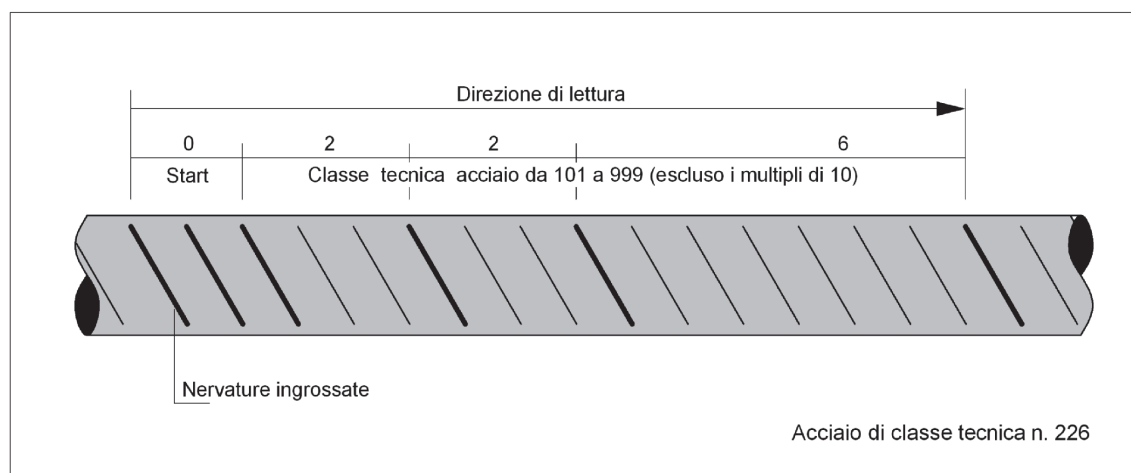 Direzione di lettura
0 2 2 6
Start Classe tecnica acciaio da 101 a 999 (escluso i multipli di 10)
Nervature ingrossate
Acciaio di classe tecnica n. 226